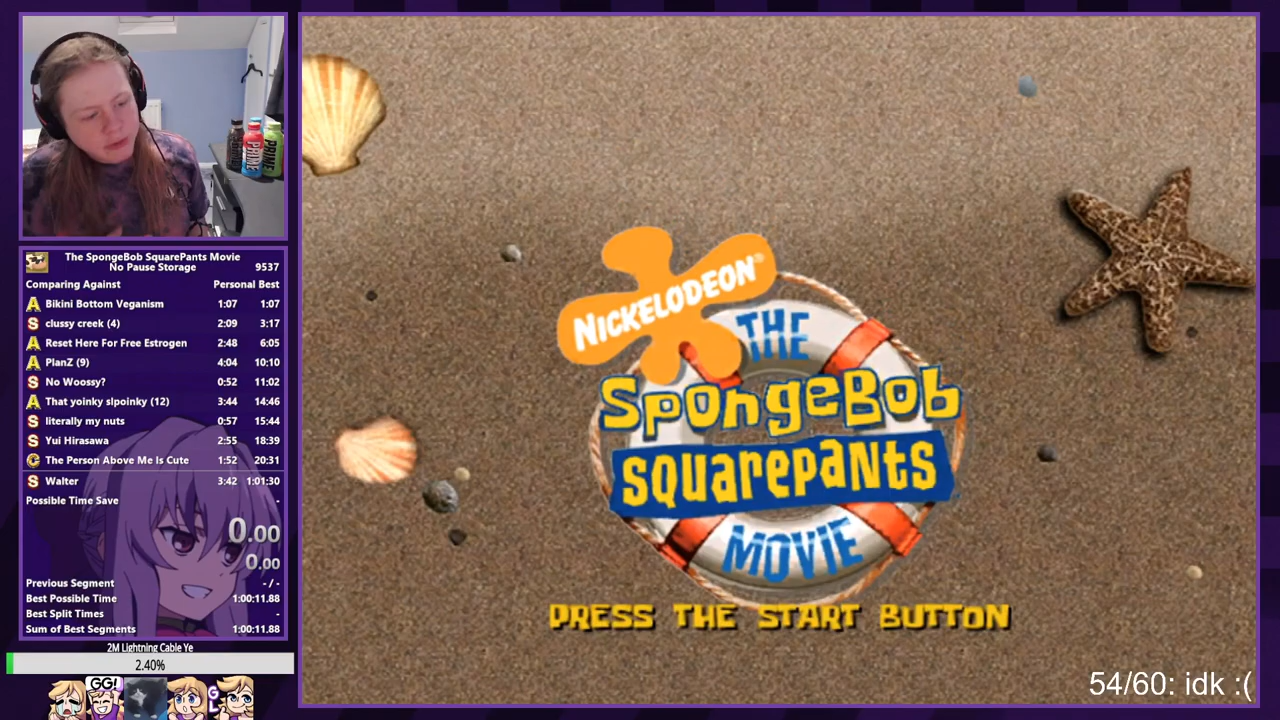 The SpongeBob SquarePants Movie
No Pause Storage 9537
Comparing Against Personal Best
A Bikini Bottom Veganism 1:07 1:07
S clussy creek (4) 2:09 3:17
A Reset Here For Free Estrogen 2:48 6:05
A PlanZ (9) 4:04 10:10
S No Woossy? 0:52 11:02
A That yoinky slpoinky (12) 3:44 14:46
S literally my nuts 0:57 15:44
S Yui Hirasawa 2:55 18:39
C The Person Above Me Is Cute 1:52 20:31
S Walter 3:42 1:01:30
Possible Time Save -
0.00
0.00
Previous Segment - / -
Best Possible Time 1:00:11.88
Best Split Times -
Sum of Best Segments 1:00:11.88
2M Lightning Cable Ye
2.40%
GG!
GL
PRIME
PRIME
NICKELODEON®
THE
SPONGEBOB
SQUAREPANTS
MOVIE
PRESS THE START BUTTON
54/60: idk :(